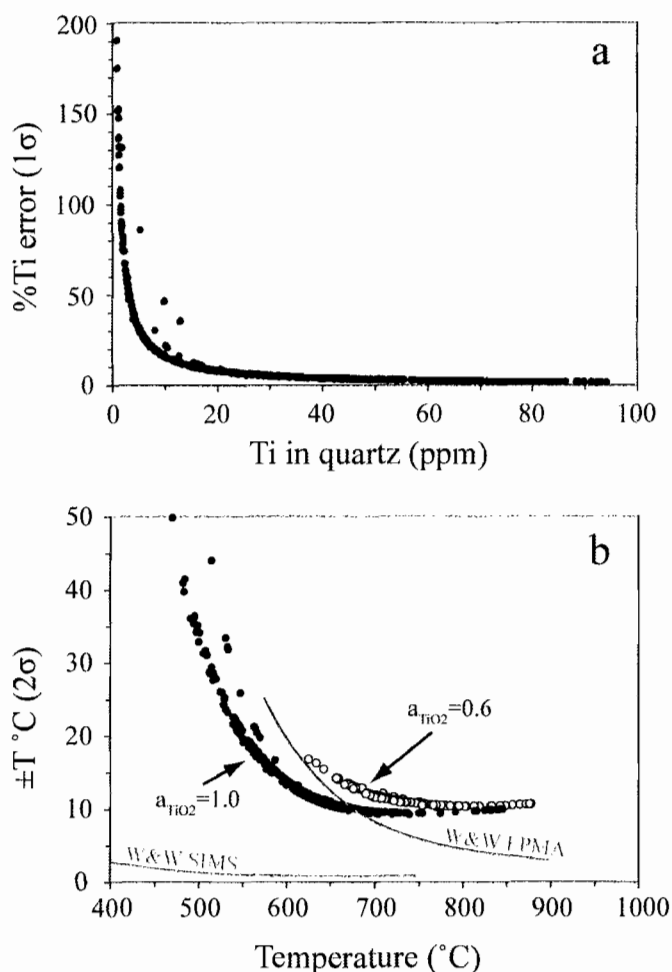 200
150
100
50
0
%Ti error (1σ)
a
0 20 40 60 80 100
Ti in quartz (ppm)
50
40
30
20
10
0
±T °C (2σ)
b
a_TiO2=0.6
a_TiO2=1.0
W&W EPMA
W&W SIMS
400 500 600 700 800 900 1000
Temperature (°C)